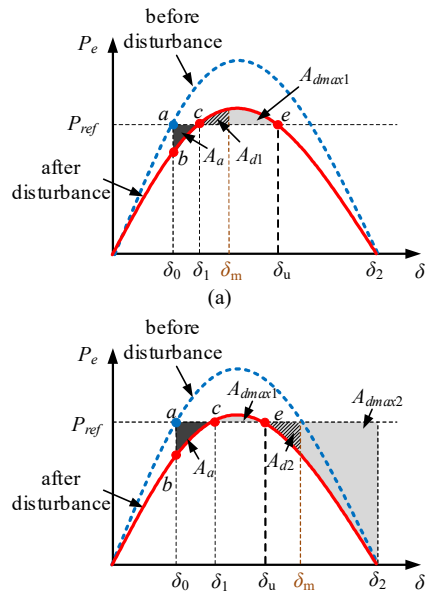 before
disturbance
P_e
A_dmax1
P_ref
a
c
e
A_a
A_d1
b
after
disturbance
δ_0
δ_1
δ_m
δ_u
δ_2
δ
(a)
before
disturbance
P_e
A_dmax1
A_dmax2
P_ref
a
c
e
A_a
A_d2
b
after
disturbance
δ_0
δ_1
δ_u
δ_m
δ_2
δ